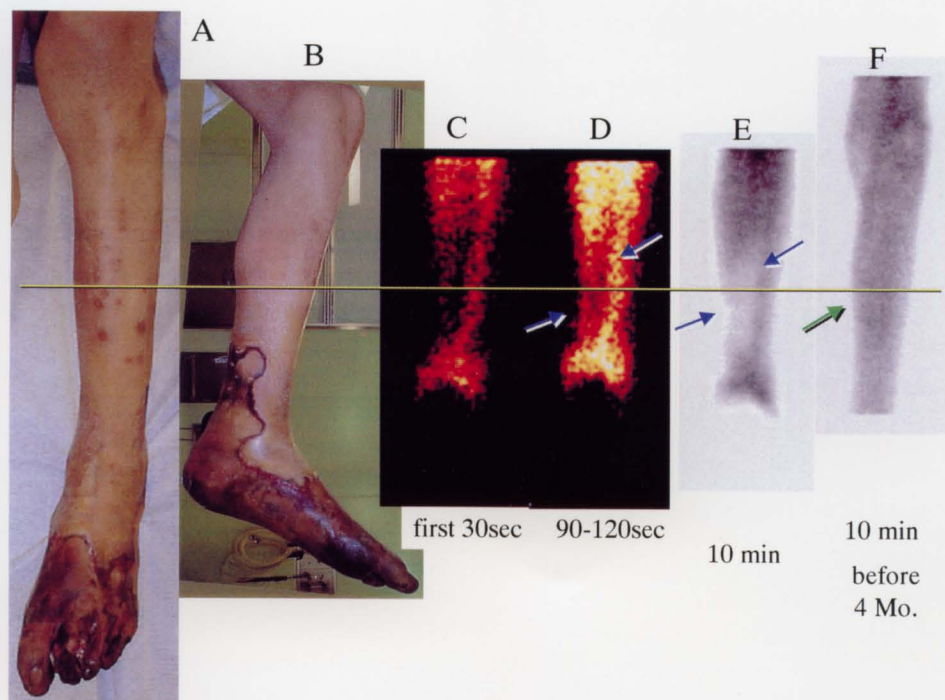 A
B
C
D
E
F
first 30sec
90-120sec
10 min
10 min
before
4 Mo.